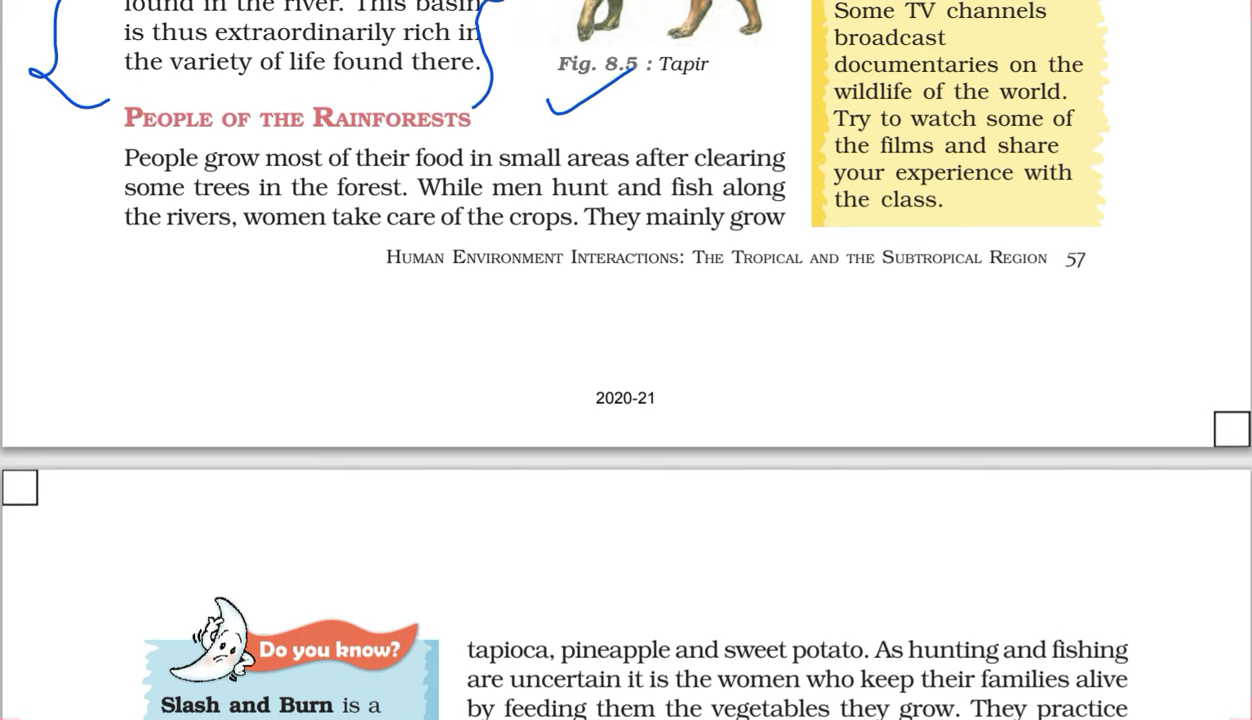 found in the river. This basin
is thus extraordinarily rich in
the variety of life found there.
Fig. 8.5 : Tapir
PEOPLE OF THE RAINFORESTS
People grow most of their food in small areas after clearing
some trees in the forest. While men hunt and fish along
the rivers, women take care of the crops. They mainly grow
Some TV channels
broadcast
documentaries on the
wildlife of the world.
Try to watch some of
the films and share
your experience with
the class.
HUMAN ENVIRONMENT INTERACTIONS: THE TROPICAL AND THE SUBTROPICAL REGION 57
2020-21
Do you know?
Slash and Burn is a
tapioca, pineapple and sweet potato. As hunting and fishing
are uncertain it is the women who keep their families alive
by feeding them the vegetables they grow. They practice